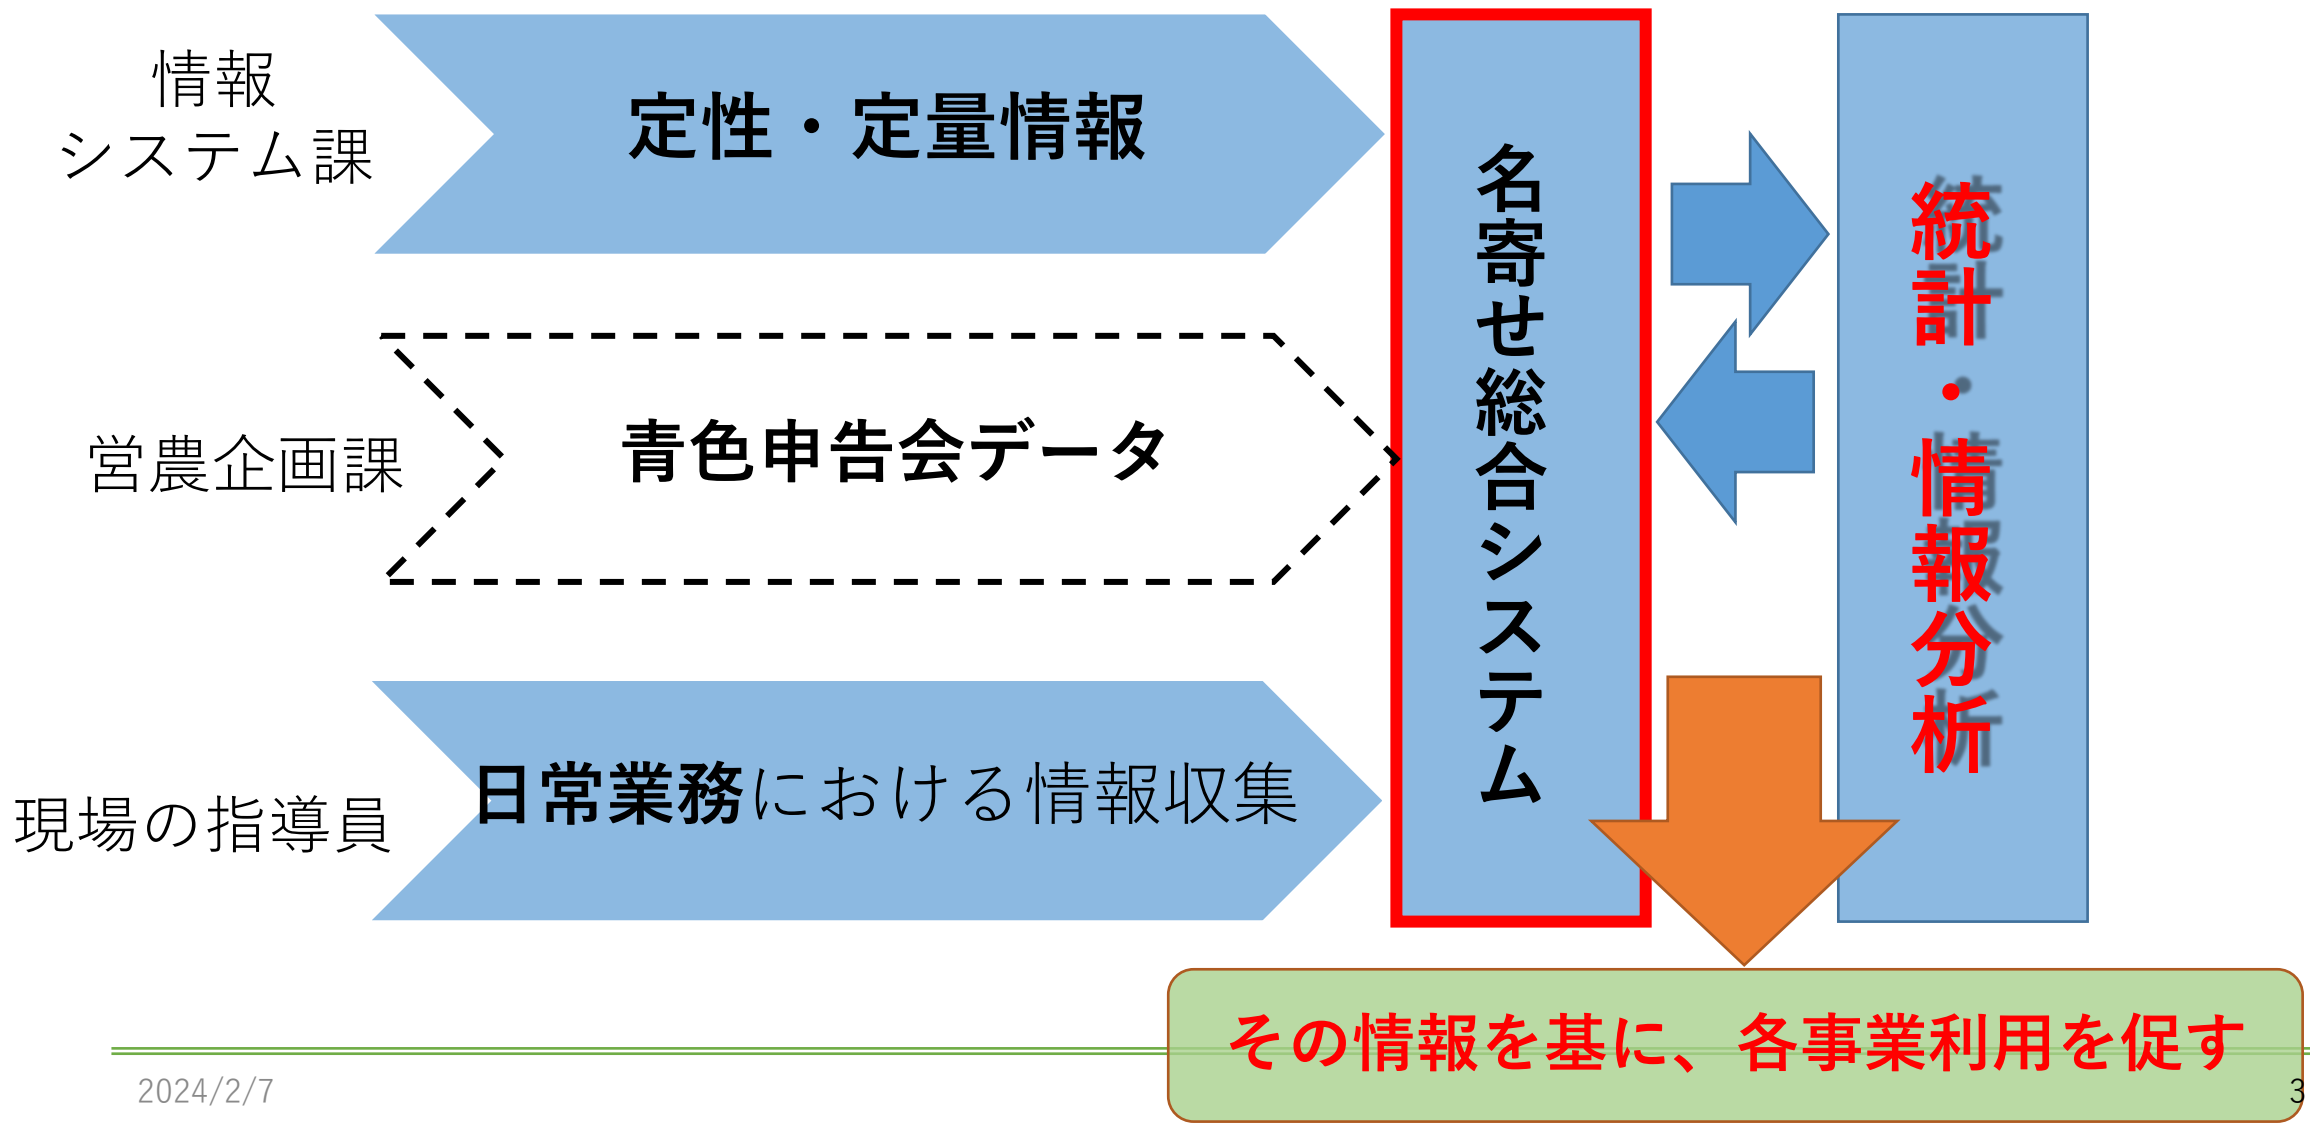 情報
システム課
定性・定量情報
営農企画課
青色申告会データ
現場の指導員
日常業務における情報収集
名寄せ総合システム
統計・情報分析
その情報を基に、各事業利用を促す
2024/2/7
3